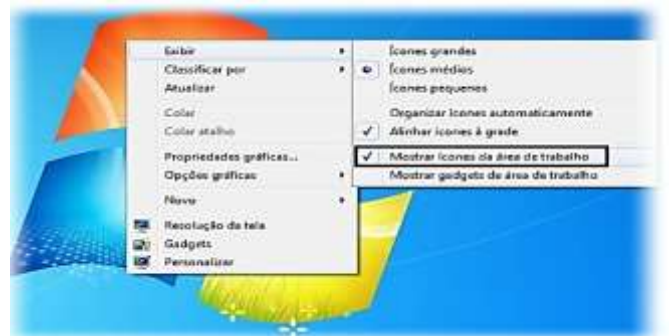 Exibir
Classificar por
Atualizar
Colar
Colar atalho
Propriedades gráficas...
Opções gráficas
Novo
Resolução da tela
Gadgets
Personalizar
Ícones grandes
Ícones médios
Ícones pequenos
Organizar ícones automaticamente
Alinhar ícones à grade
Mostrar ícones da área de trabalho
Mostrar gadgets de área de trabalho